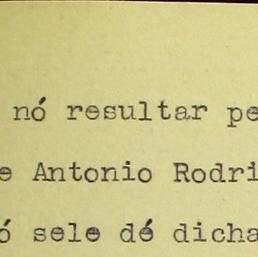 nó resultar pe
e Antonio Rodri
ó sele dé dicha